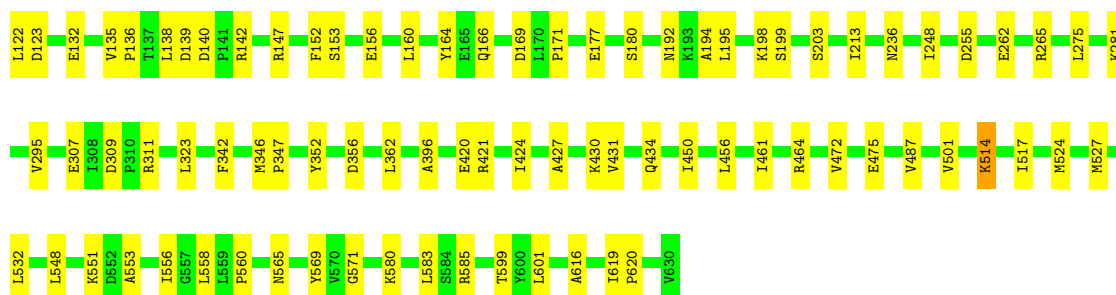 L122 D123 E132 V135 P136 T137 L138 D139 D140 P141 R142 R147 F152 S153 E156 L160 Y164 E165 Q166 D169 L170 P171 E177 S180 N192 K193 A194 L195 K198 S199 S203 I213 N236 I248 D255 E262 R265 L275 K281
V295 E307 I308 D309 P310 R311 L323 F342 M346 P347 Y352 D356 L362 A396 E420 R421 I424 A427 K430 V431 Q434 I450 L456 I461 R464 V472 E475 V487 V501 K514 I517 M524 M527
L532 L548 K551 D552 A553 I556 G557 L558 L559 P560 N565 Y569 V570 G571 K580 L583 S584 R585 T599 Y600 L601 A616 I619 P620 V630